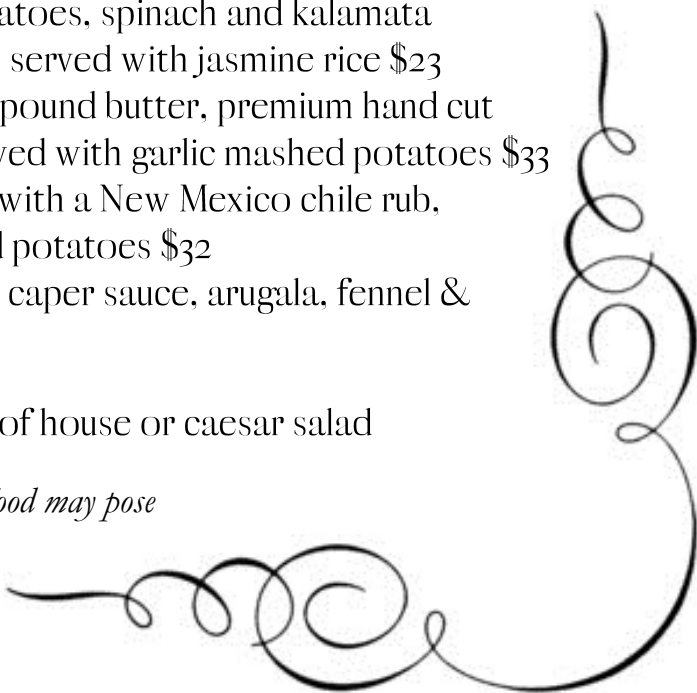 atoes, spinach and kalamata
served with jasmine rice $23
pound butter, premium hand cut
ved with garlic mashed potatoes $33
with a New Mexico chile rub,
d potatoes $32
caper sauce, arugala, fennel &
of house or caesar salad
ood may pose